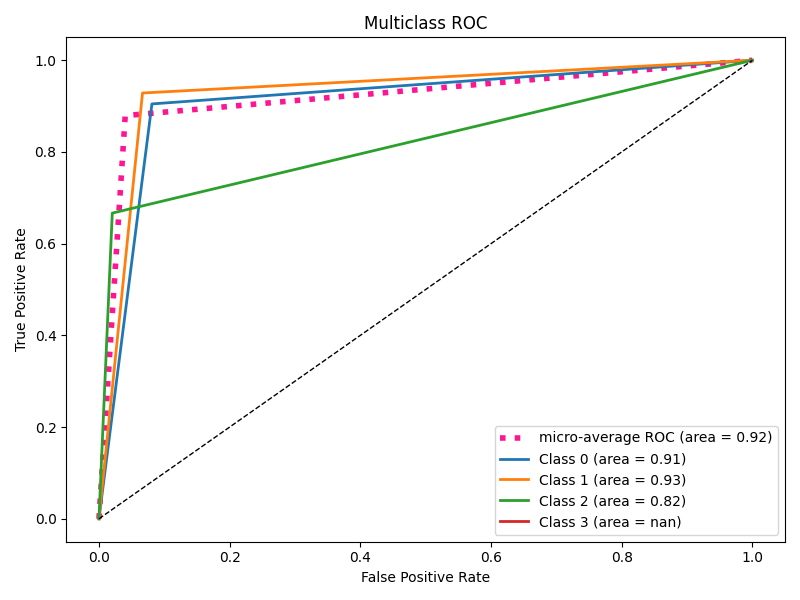 Multiclass ROC
1.0
0.8
0.6
0.4
0.2
0.0
True Positive Rate
micro-average ROC (area = 0.92)
Class 0 (area = 0.91)
Class 1 (area = 0.93)
Class 2 (area = 0.82)
Class 3 (area = nan)
0.0 0.2 0.4 0.6 0.8 1.0
False Positive Rate